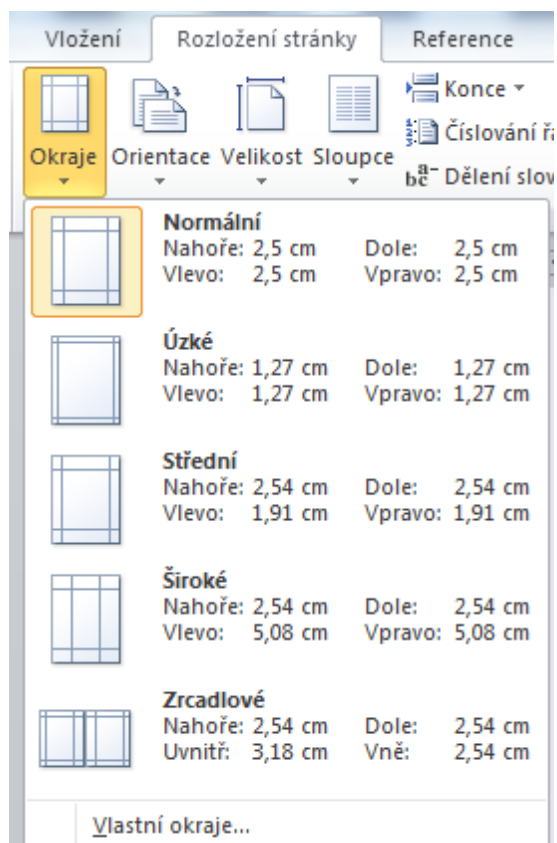 Vložení Rozložení stránky Reference
Okraje Orientace Velikost Sloupce
Konce
Číslování
Dělení
Normální
Nahoře: 2,5 cm Dole: 2,5 cm
Vlevo: 2,5 cm Vpravo: 2,5 cm
Úzké
Nahoře: 1,27 cm Dole: 1,27 cm
Vlevo: 1,27 cm Vpravo: 1,27 cm
Střední
Nahoře: 2,54 cm Dole: 2,54 cm
Vlevo: 1,91 cm Vpravo: 1,91 cm
Široké
Nahoře: 2,54 cm Dole: 2,54 cm
Vlevo: 5,08 cm Vpravo: 5,08 cm
Zrcadlové
Nahoře: 2,54 cm Dole: 2,54 cm
Uvnitř: 3,18 cm Vně: 2,54 cm
Vlastní okraje...